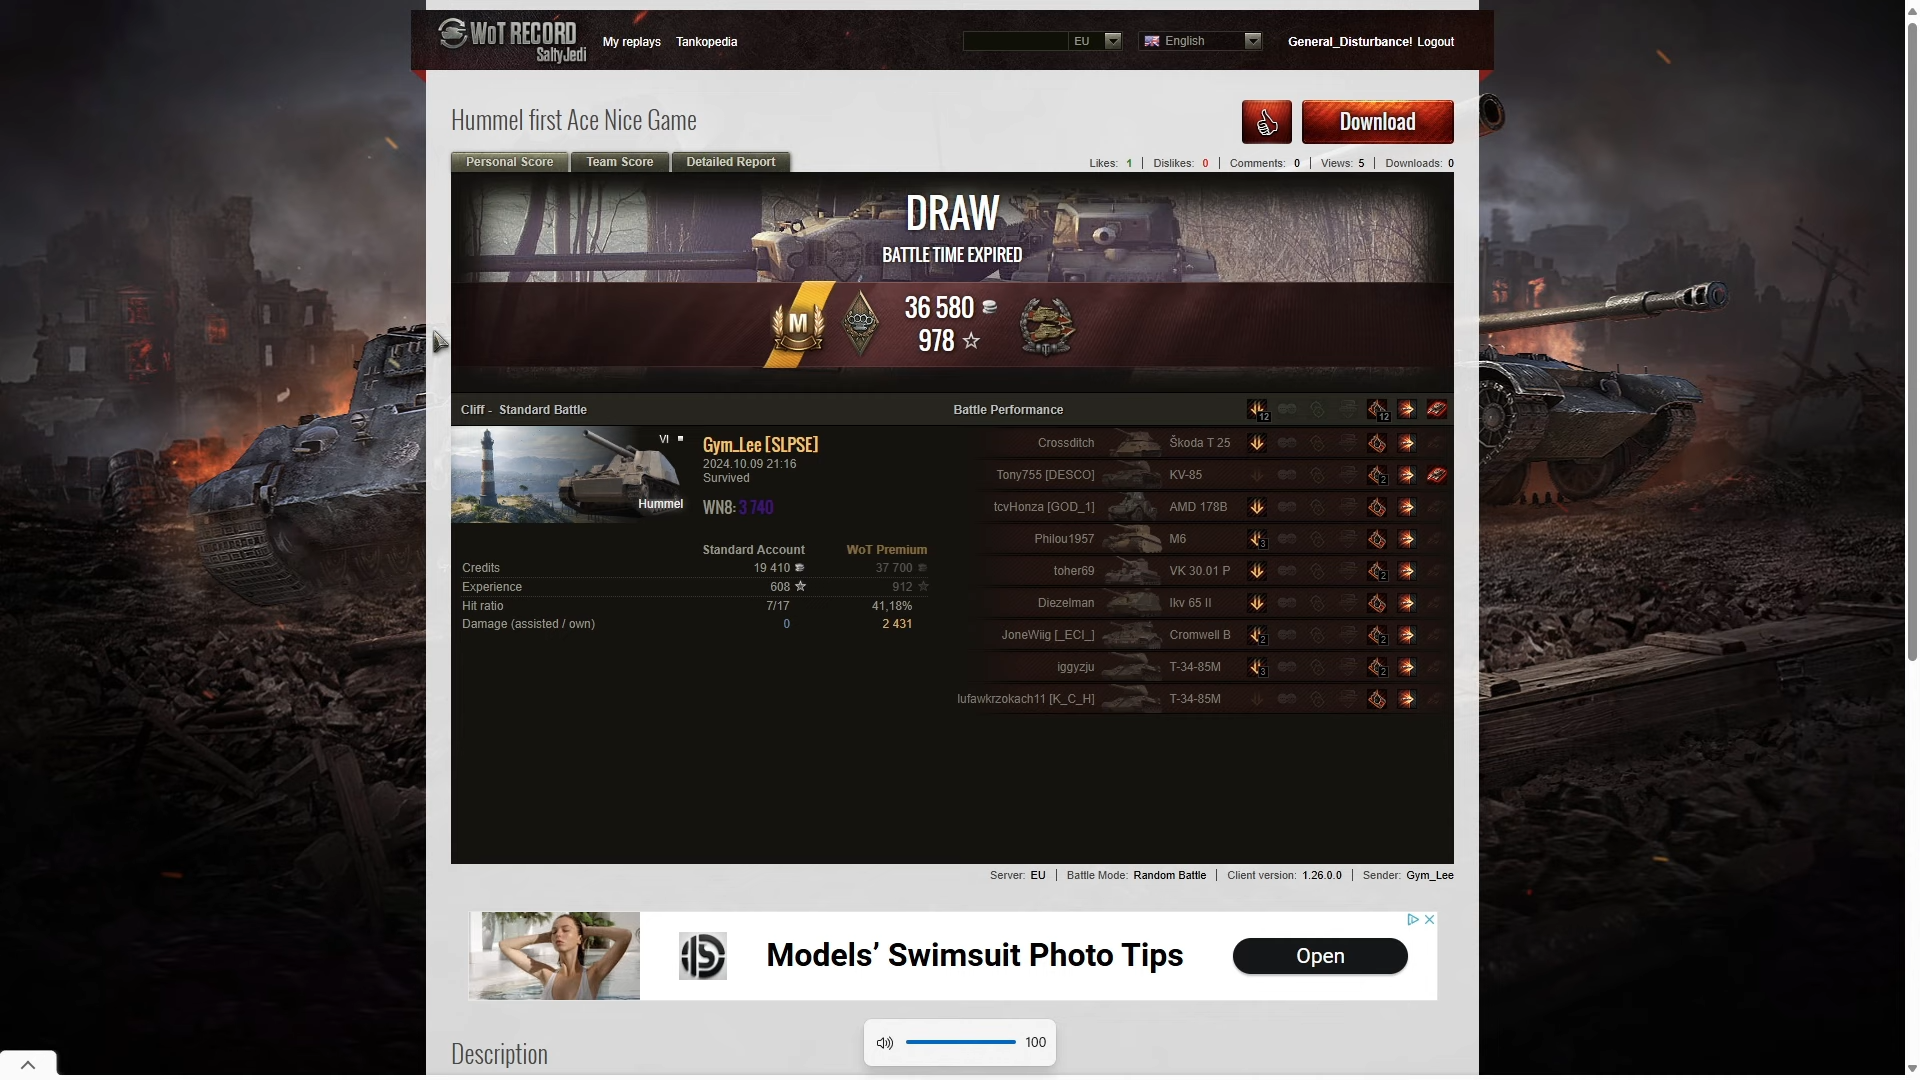 WoT RECORD
SaltyJedi
My replays Tankopedia
EU
English
General_Disturbance! Logout
Hummel first Ace Nice Game
Download
Personal Score Team Score Detailed Report
Likes: 1 | Dislikes: 0 | Comments: 0 | Views: 5 | Downloads: 0
DRAW
BATTLE TIME EXPIRED
M
36 580
978
Cliff - Standard Battle
Battle Performance
12 12
VI
Hummel
Gym_Lee [SLPSE]
2024.10.09 21:16
Survived
WN8: 3 740
Standard Account WoT Premium
Credits 19 410 37 700
Experience 608 912
Hit ratio 7/17 41,18%
Damage (assisted / own) 0 2 431
Crossditch Škoda T 25
Tony755 [DESCO] KV-85 2
tcvHonza [GOD_1] AMD 178B
Philou1957 M6 3
toher69 VK 30.01 P 2
Diezelman Ikv 65 II
JoneWiig [_ECI_] Cromwell B 2 2
iggyzju T-34-85M 3 2
lufawkrzokach11 [K_C_H] T-34-85M
Server: EU | Battle Mode: Random Battle | Client version: 1.26.0.0 | Sender: Gym_Lee
Models’ Swimsuit Photo Tips
Open
Description
100